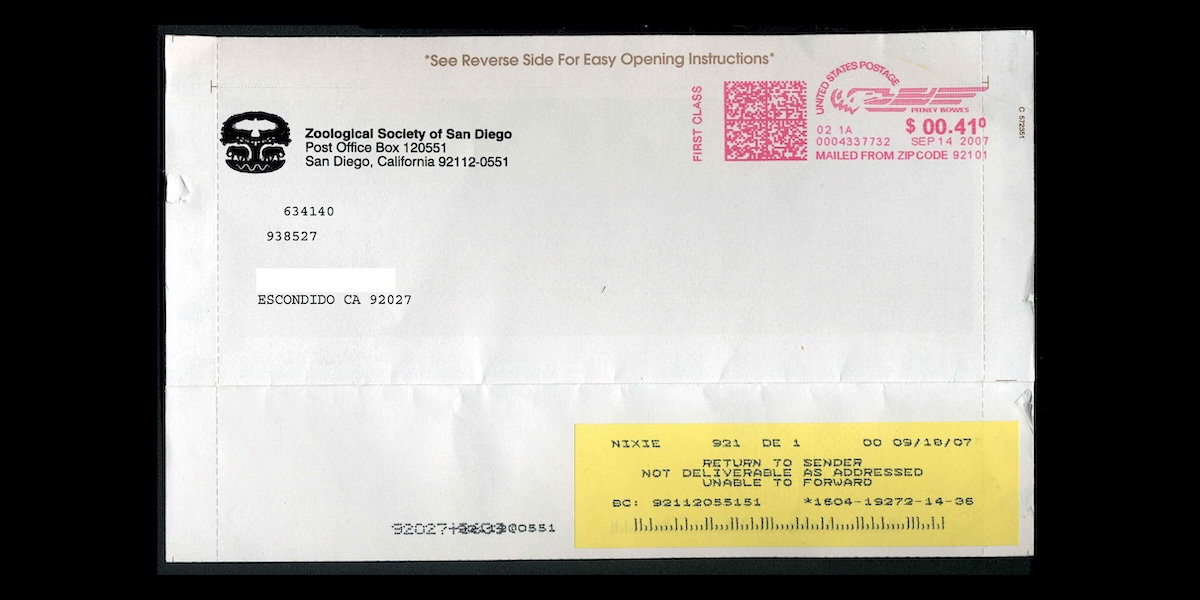 *See Reverse Side For Easy Opening Instructions*
FIRST CLASS
UNITED STATES POSTAGE
PITNEY BOWES
02 1A
$ 00.41⁰
0004337732 SEP 14 2007
MAILED FROM ZIP CODE 92101
C 572351
Zoological Society of San Diego
Post Office Box 120551
San Diego, California 92112-0551
634140
938527
ESCONDIDO CA 92027
NIXIE 921 DE 1 00 09/18/07
RETURN TO SENDER
NOT DELIVERABLE AS ADDRESSED
UNABLE TO FORWARD
BC: 92112055151 *1604-19272-14-36